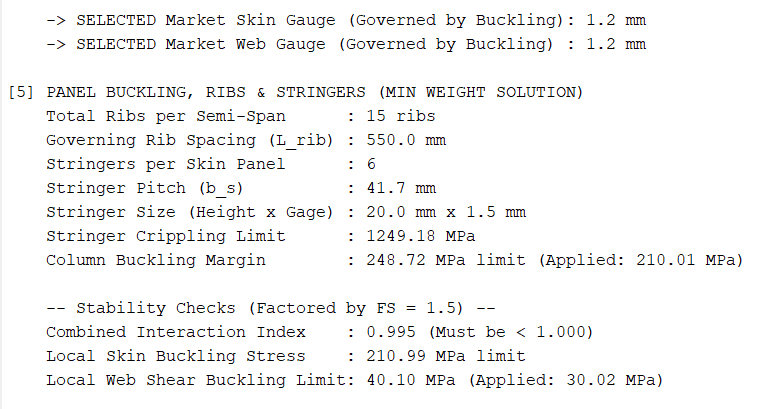 -> SELECTED Market Skin Gauge (Governed by Buckling): 1.2 mm
-> SELECTED Market Web Gauge (Governed by Buckling) : 1.2 mm
[5] PANEL BUCKLING, RIBS & STRINGERS (MIN WEIGHT SOLUTION)
Total Ribs per Semi-Span : 15 ribs
Governing Rib Spacing (L_rib) : 550.0 mm
Stringers per Skin Panel : 6
Stringer Pitch (b_s) : 41.7 mm
Stringer Size (Height x Gage) : 20.0 mm x 1.5 mm
Stringer Crippling Limit : 1249.18 MPa
Column Buckling Margin : 248.72 MPa limit (Applied: 210.01 MPa)
-- Stability Checks (Factored by FS = 1.5) --
Combined Interaction Index : 0.995 (Must be < 1.000)
Local Skin Buckling Stress : 210.99 MPa limit
Local Web Shear Buckling Limit: 40.10 MPa (Applied: 30.02 MPa)